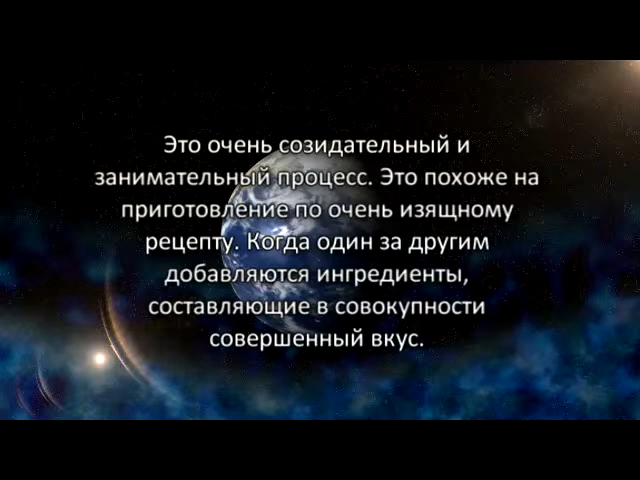 Это очень созидательный и
занимательный процесс. Это похоже на
приготовление по очень изящному
рецепту. Когда один за другим
добавляются ингредиенты,
составляющие в совокупности
совершенный вкус.